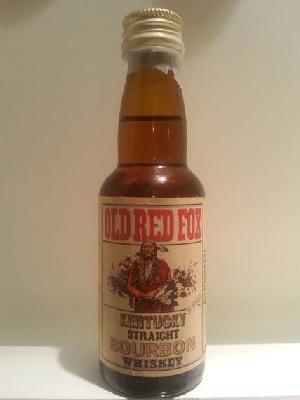 OLD RED FOX
KENTUCKY
STRAIGHT
BOURBON
WHISKEY